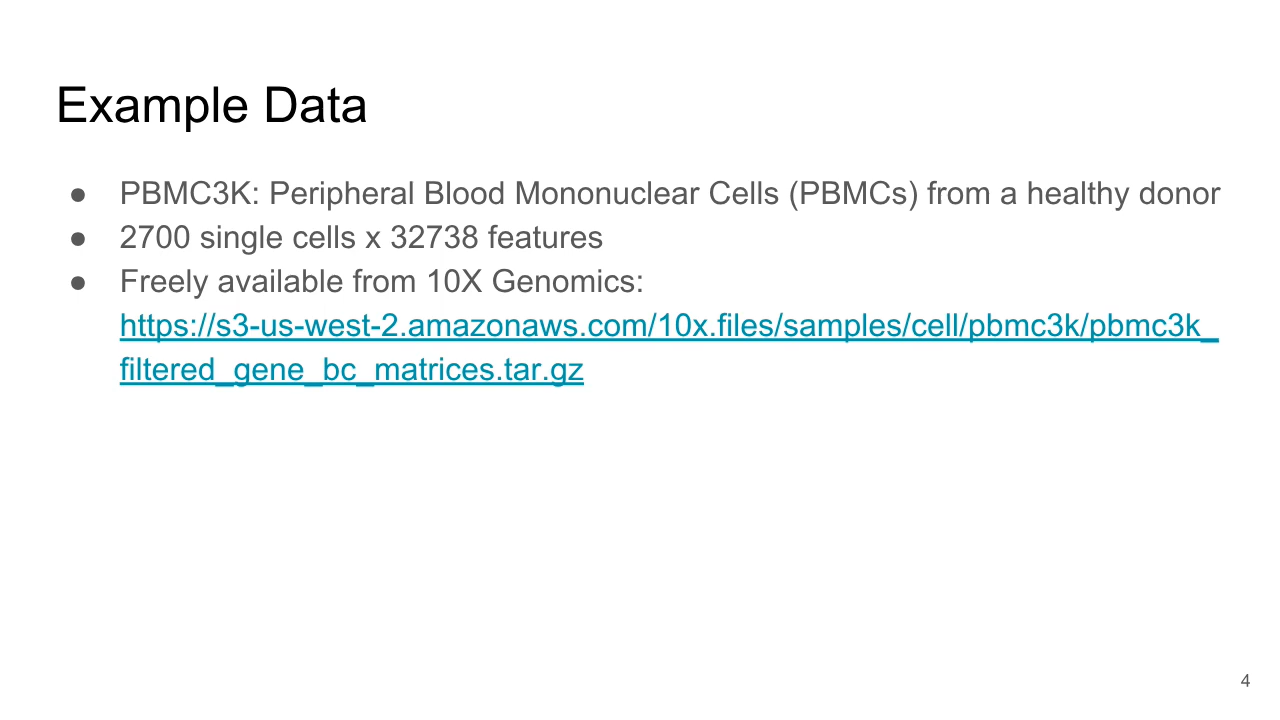 Example Data
● PBMC3K: Peripheral Blood Mononuclear Cells (PBMCs) from a healthy donor
● 2700 single cells x 32738 features
● Freely available from 10X Genomics:
https://s3-us-west-2.amazonaws.com/10x.files/samples/cell/pbmc3k/pbmc3k_
filtered_gene_bc_matrices.tar.gz
4